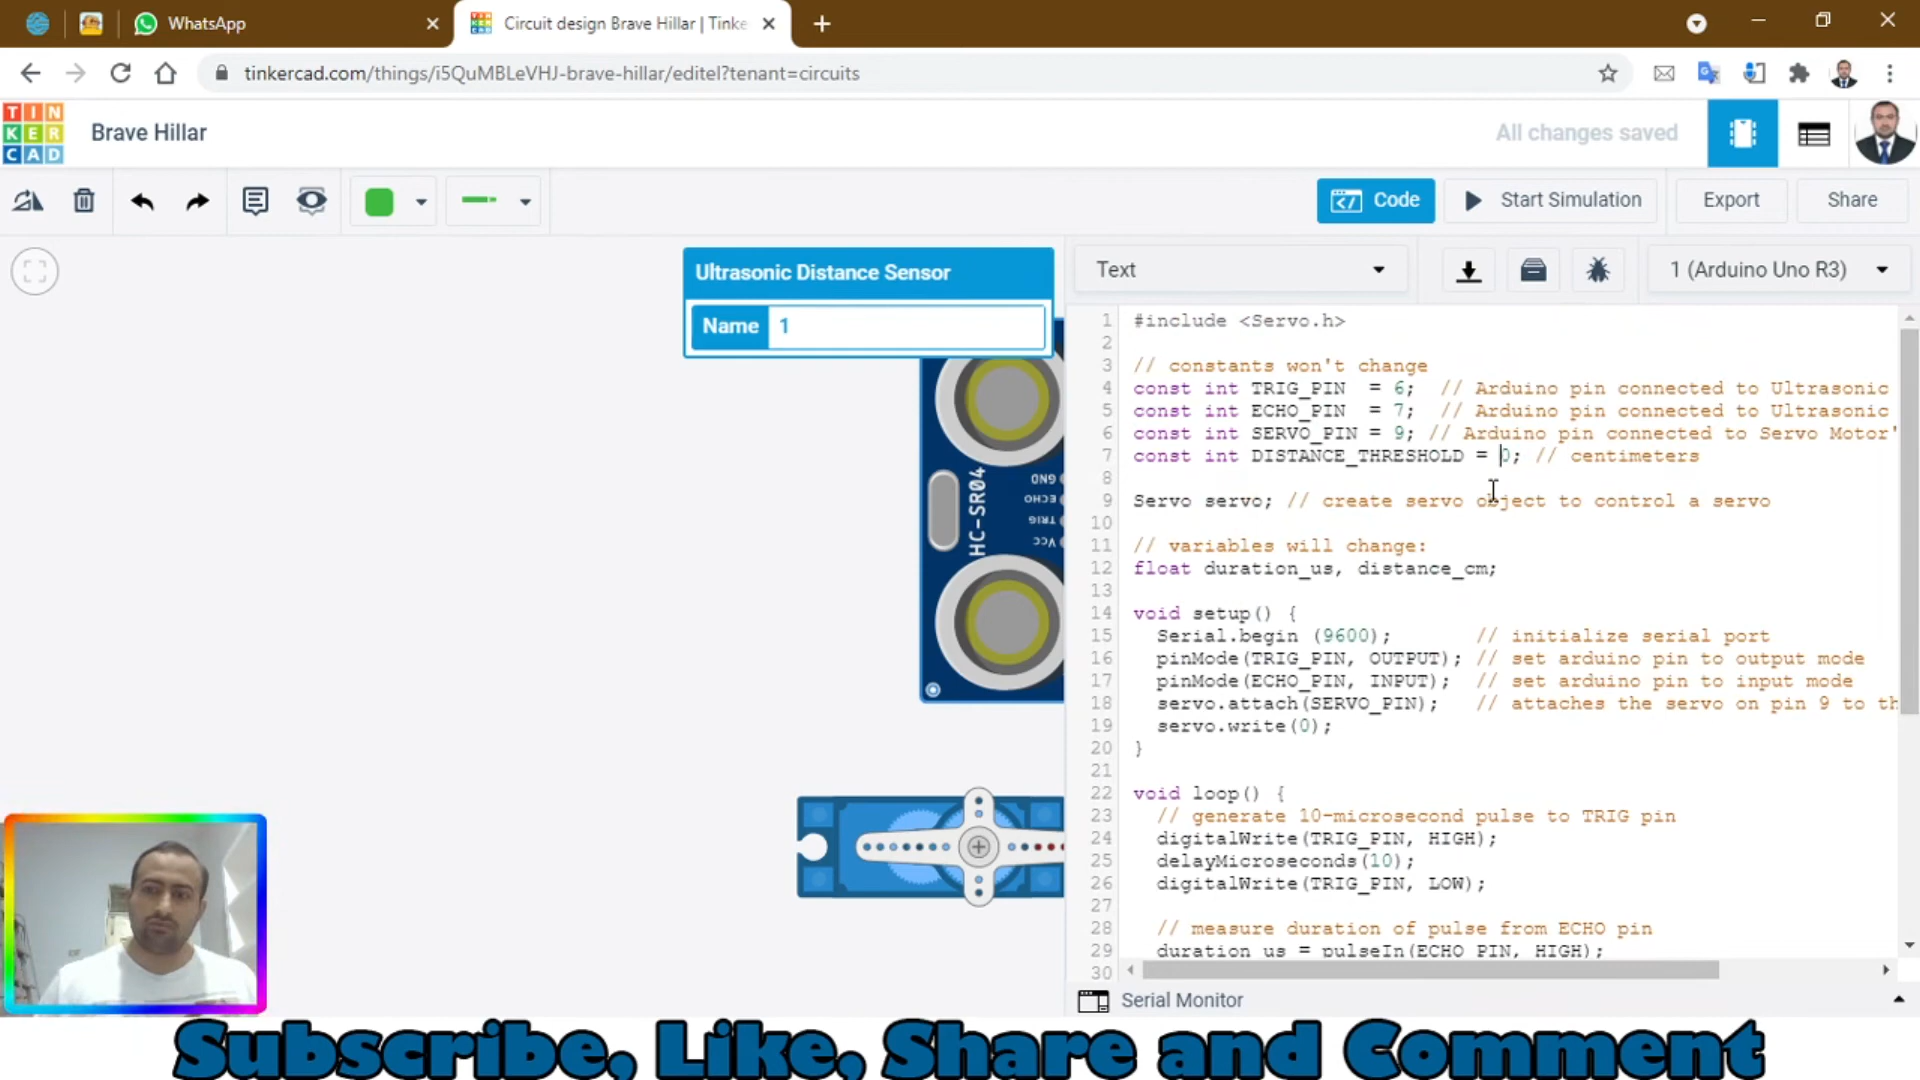 WhatsApp
Circuit design Brave Hillar | Tinke
tinkercad.com/things/i5QuMBLeVHJ-brave-hillar/editel?tenant=circuits
TIN
KER
CAD
Brave Hillar
All changes saved
Code
Start Simulation
Export
Share
Ultrasonic Distance Sensor
Name 1
Text
1 (Arduino Uno R3)
HC-SR04
GND
ECHO
TRIG
Vcc
1 #include <Servo.h>
2
3 // constants won't change
4 const int TRIG_PIN  = 6;  // Arduino pin connected to Ultrasonic
5 const int ECHO_PIN  = 7;  // Arduino pin connected to Ultrasonic
6 const int SERVO_PIN = 9; // Arduino pin connected to Servo Motor'
7 const int DISTANCE_THRESHOLD = 0; // centimeters
8
9 Servo servo; // create servo object to control a servo
10
11 // variables will change:
12 float duration_us, distance_cm;
13
14 void setup() {
15   Serial.begin (9600);       // initialize serial port
16   pinMode(TRIG_PIN, OUTPUT); // set arduino pin to output mode
17   pinMode(ECHO_PIN, INPUT);  // set arduino pin to input mode
18   servo.attach(SERVO_PIN);   // attaches the servo on pin 9 to th
19   servo.write(0);
20 }
21
22 void loop() {
23   // generate 10-microsecond pulse to TRIG pin
24   digitalWrite(TRIG_PIN, HIGH);
25   delayMicroseconds(10);
26   digitalWrite(TRIG_PIN, LOW);
27
28   // measure duration of pulse from ECHO pin
29   duration_us = pulseIn(ECHO_PIN, HIGH);
30
Serial Monitor
Subscribe, Like, Share and Comment